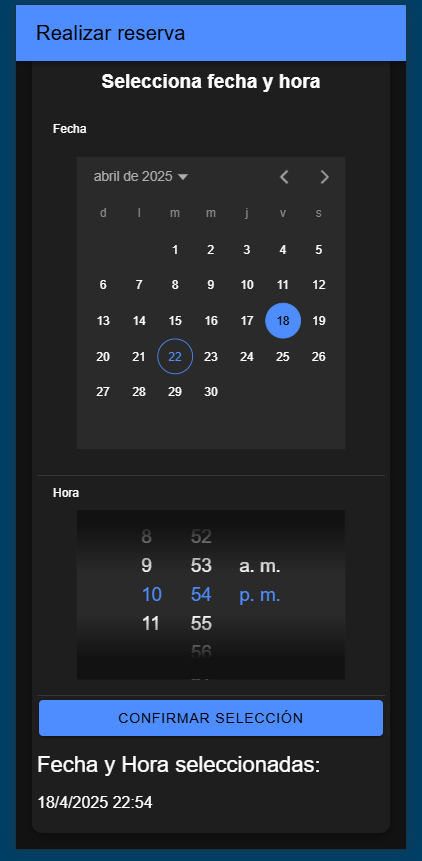 Realizar reserva
Selecciona fecha y hora
Fecha
abril de 2025
d l m m j v s
1 2 3 4 5
6 7 8 9 10 11 12
13 14 15 16 17 18 19
20 21 22 23 24 25 26
27 28 29 30
Hora
8 52
9 53 a. m.
10 54 p. m.
11 55
56
CONFIRMAR SELECCIÓN
Fecha y Hora seleccionadas:
18/4/2025 22:54